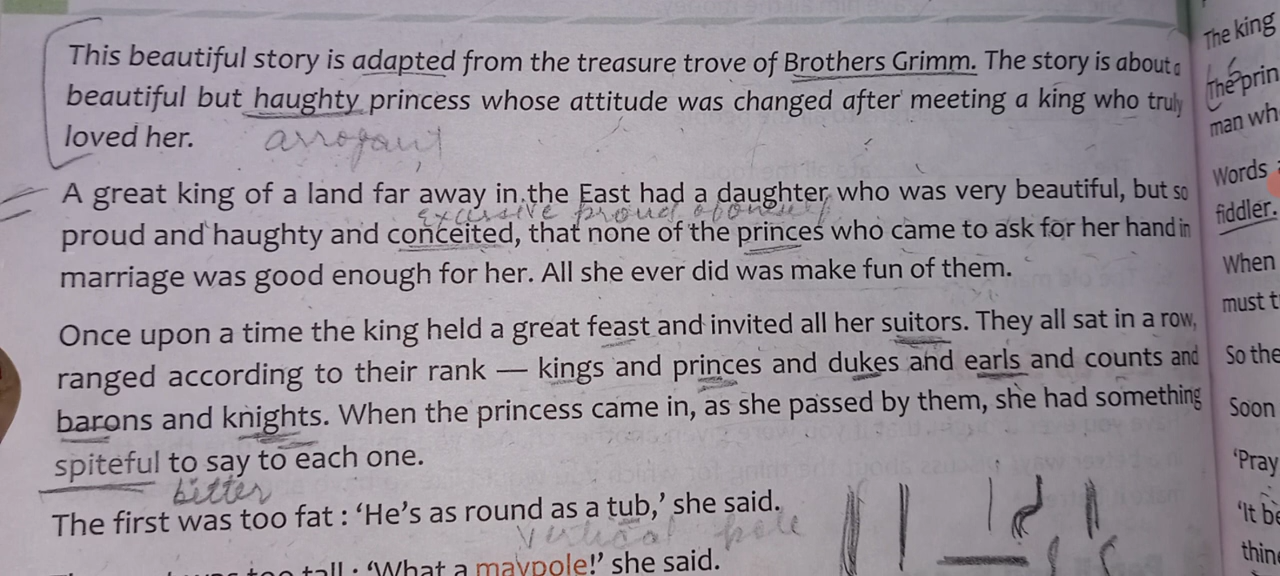 This beautiful story is adapted from the treasure trove of Brothers Grimm. The story is about a
beautiful but haughty princess whose attitude was changed after meeting a king who truly
loved her.
arrogant
A great king of a land far away in the East had a daughter who was very beautiful, but so
excessive proud of oneself
proud and haughty and conceited, that none of the princes who came to ask for her hand in
marriage was good enough for her. All she ever did was make fun of them.
Once upon a time the king held a great feast and invited all her suitors. They all sat in a row,
ranged according to their rank — kings and princes and dukes and earls and counts and
barons and knights. When the princess came in, as she passed by them, she had something
spiteful to say to each one.
bitter
The first was too fat : ‘He’s as round as a tub,’ she said.
vertical pole
too tall : ‘What a maypole!’ she said.
The king
The prin
man wh
Words
fiddler.
When
must t
So the
Soon
‘Pray
‘It be
thin